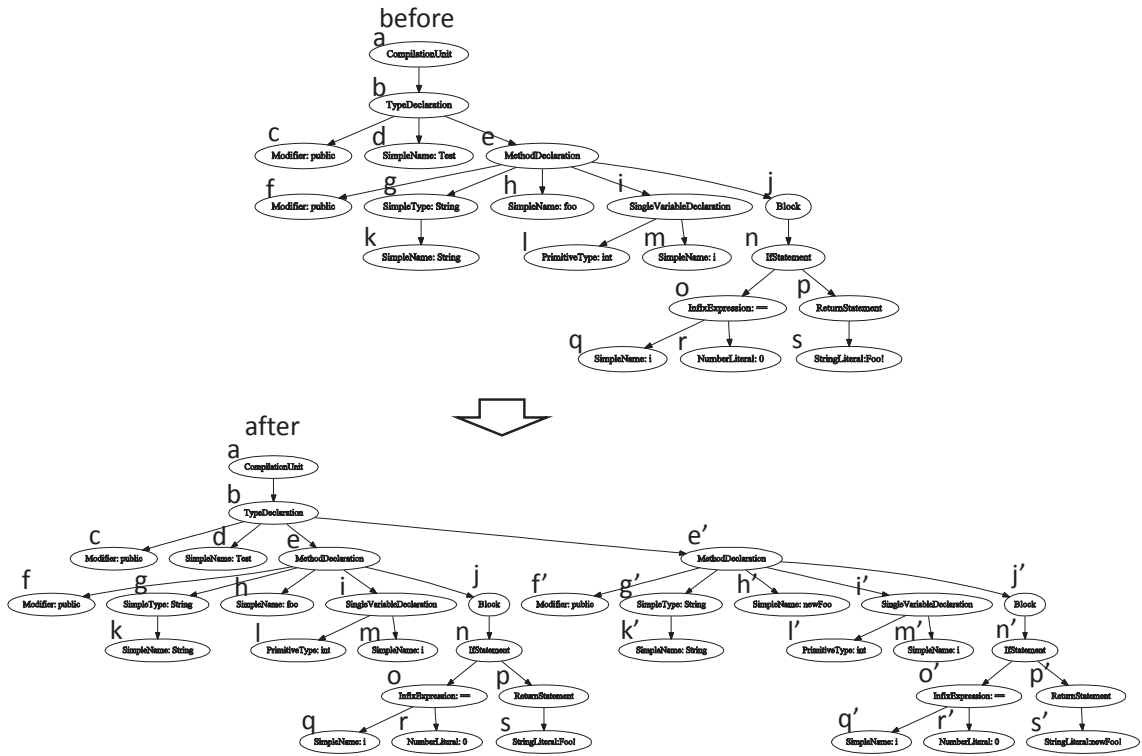 before
a
CompilationUnit
b
TypeDeclaration
c d e
Modifier: public SimpleName: Test MethodDeclaration
f g h i j
Modifier: public SimpleType: String SimpleName: foo SingleVariableDeclaration Block
k l m n
SimpleName: String PrimitiveType: int SimpleName: i IfStatement
o p
InfixExpression: == ReturnStatement
q r s
SimpleName: i NumberLiteral: 0 StringLiteral:Foo!
after
a
CompilationUnit
b
TypeDeclaration
c d e e'
Modifier: public SimpleName: Test MethodDeclaration MethodDeclaration
f g h i j f' g' h' i' j'
Modifier: public SimpleType: String SimpleName: foo SingleVariableDeclaration Block Modifier: public SimpleType: String SimpleName: newFoo SingleVariableDeclaration Block
k l m n k' l' m' n'
SimpleName: String PrimitiveType: int SimpleName: i IfStatement SimpleName: String PrimitiveType: int SimpleName: i IfStatement
o p o' p'
InfixExpression: == ReturnStatement InfixExpression: == ReturnStatement
q r s q' r' s'
SimpleName: i NumberLiteral: 0 StringLiteral:Foo! SimpleName: i NumberLiteral: 0 StringLiteral:newFoo!